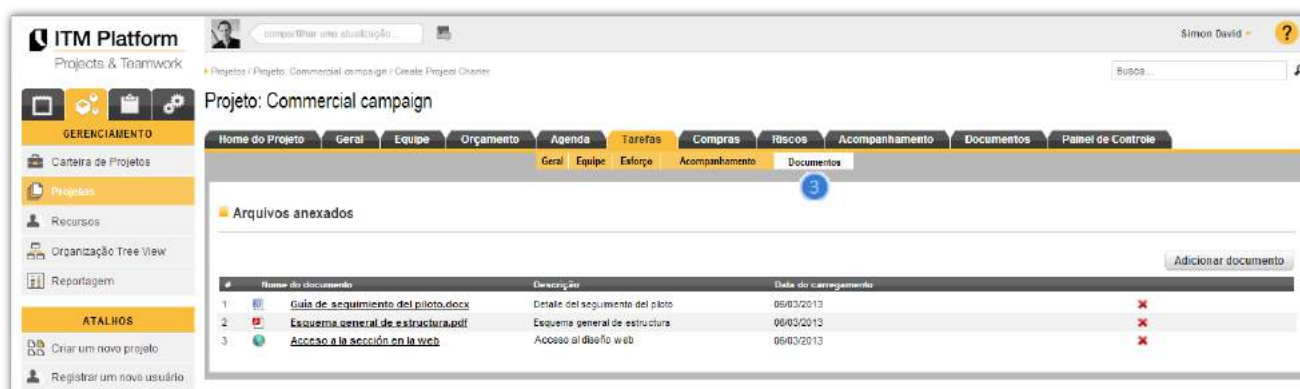 ITM Platform
Projects & Teamwork
compartilhar uma atualização...
Simon David
?
Projetos / Projeto: Commercial campaign / Create Project Charter
Busca...
Projeto: Commercial campaign
Home do Projeto Geral Equipe Orçamento Agenda Tarefas Compras Riscos Acompanhamento Documentos Painel de Controle
Geral Equipe Esforço Acompanhamento Documentos
3
GERENCIAMENTO
Carteira de Projetos
Projetos
Recursos
Organização Tree View
Reportagem
ATALHOS
Criar um novo projeto
Registrar um novo usuário
Arquivos anexados
Adicionar documento
# Nome do documento Descrição Data do carregamento
1 Guia de seguimiento del piloto.docx Detalle del seguimiento del piloto 06/03/2013
2 Esquema general de estructura.pdf Esquema general de estructura 06/03/2013
3 Acceso a la sección en la web Acceso al diseño web 06/03/2013